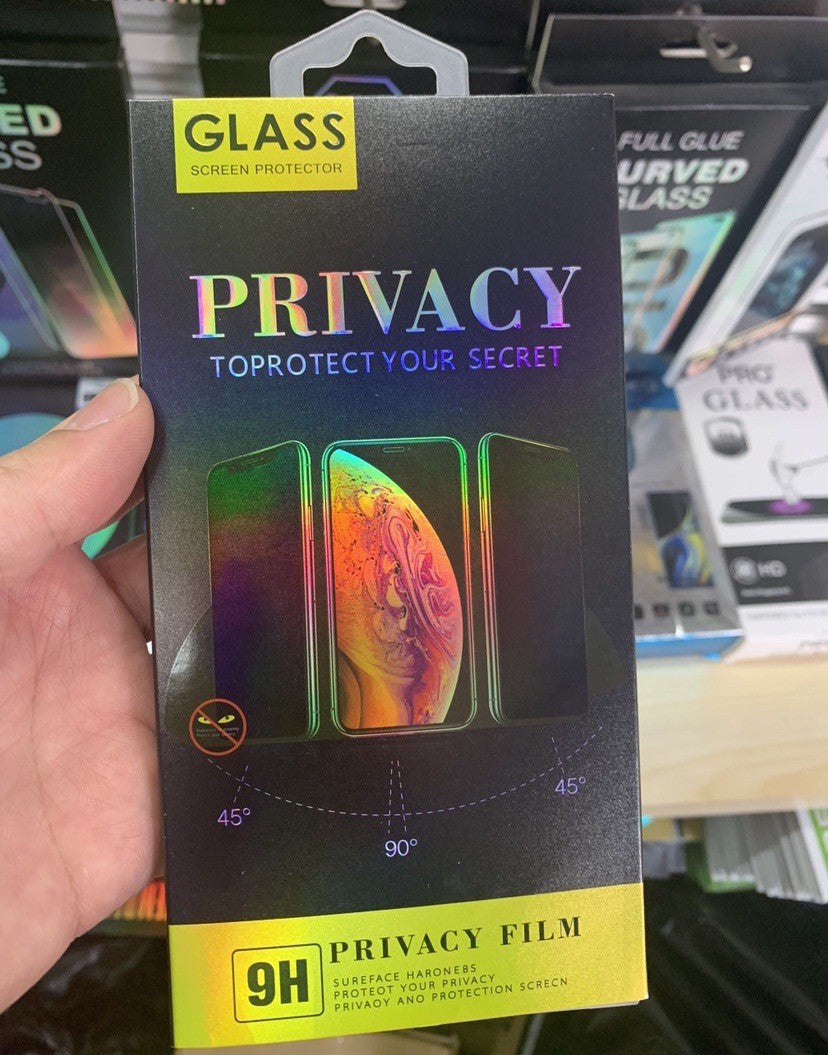 GLASS
SCREEN PROTECTOR
PRIVACY
TOPROTECT YOUR SECRET
45°
90°
45°
9H
PRIVACY FILM
SUREFACE HARONEBS
PROTEOT YOUR PRIVACY
PRIVAOY ANO PROTECTION SCRECN
ED
SS
FULL GLUE
URVED
GLASS
PRO
GLASS
HD